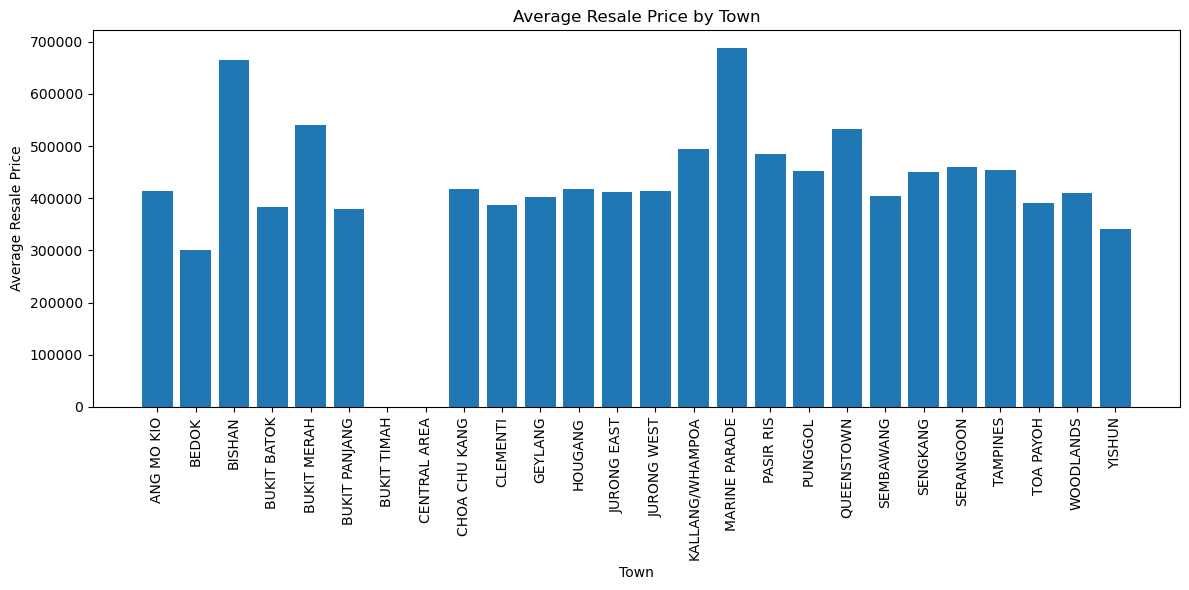 Average Resale Price by Town
Average Resale Price
700000
600000
500000
400000
300000
200000
100000
0
ANG MO KIO
BEDOK
BISHAN
BUKIT BATOK
BUKIT MERAH
BUKIT PANJANG
BUKIT TIMAH
CENTRAL AREA
CHOA CHU KANG
CLEMENTI
GEYLANG
HOUGANG
JURONG EAST
JURONG WEST
KALLANG/WHAMPOA
MARINE PARADE
PASIR RIS
PUNGGOL
QUEENSTOWN
SEMBAWANG
SENGKANG
SERANGOON
TAMPINES
TOA PAYOH
WOODLANDS
YISHUN
Town